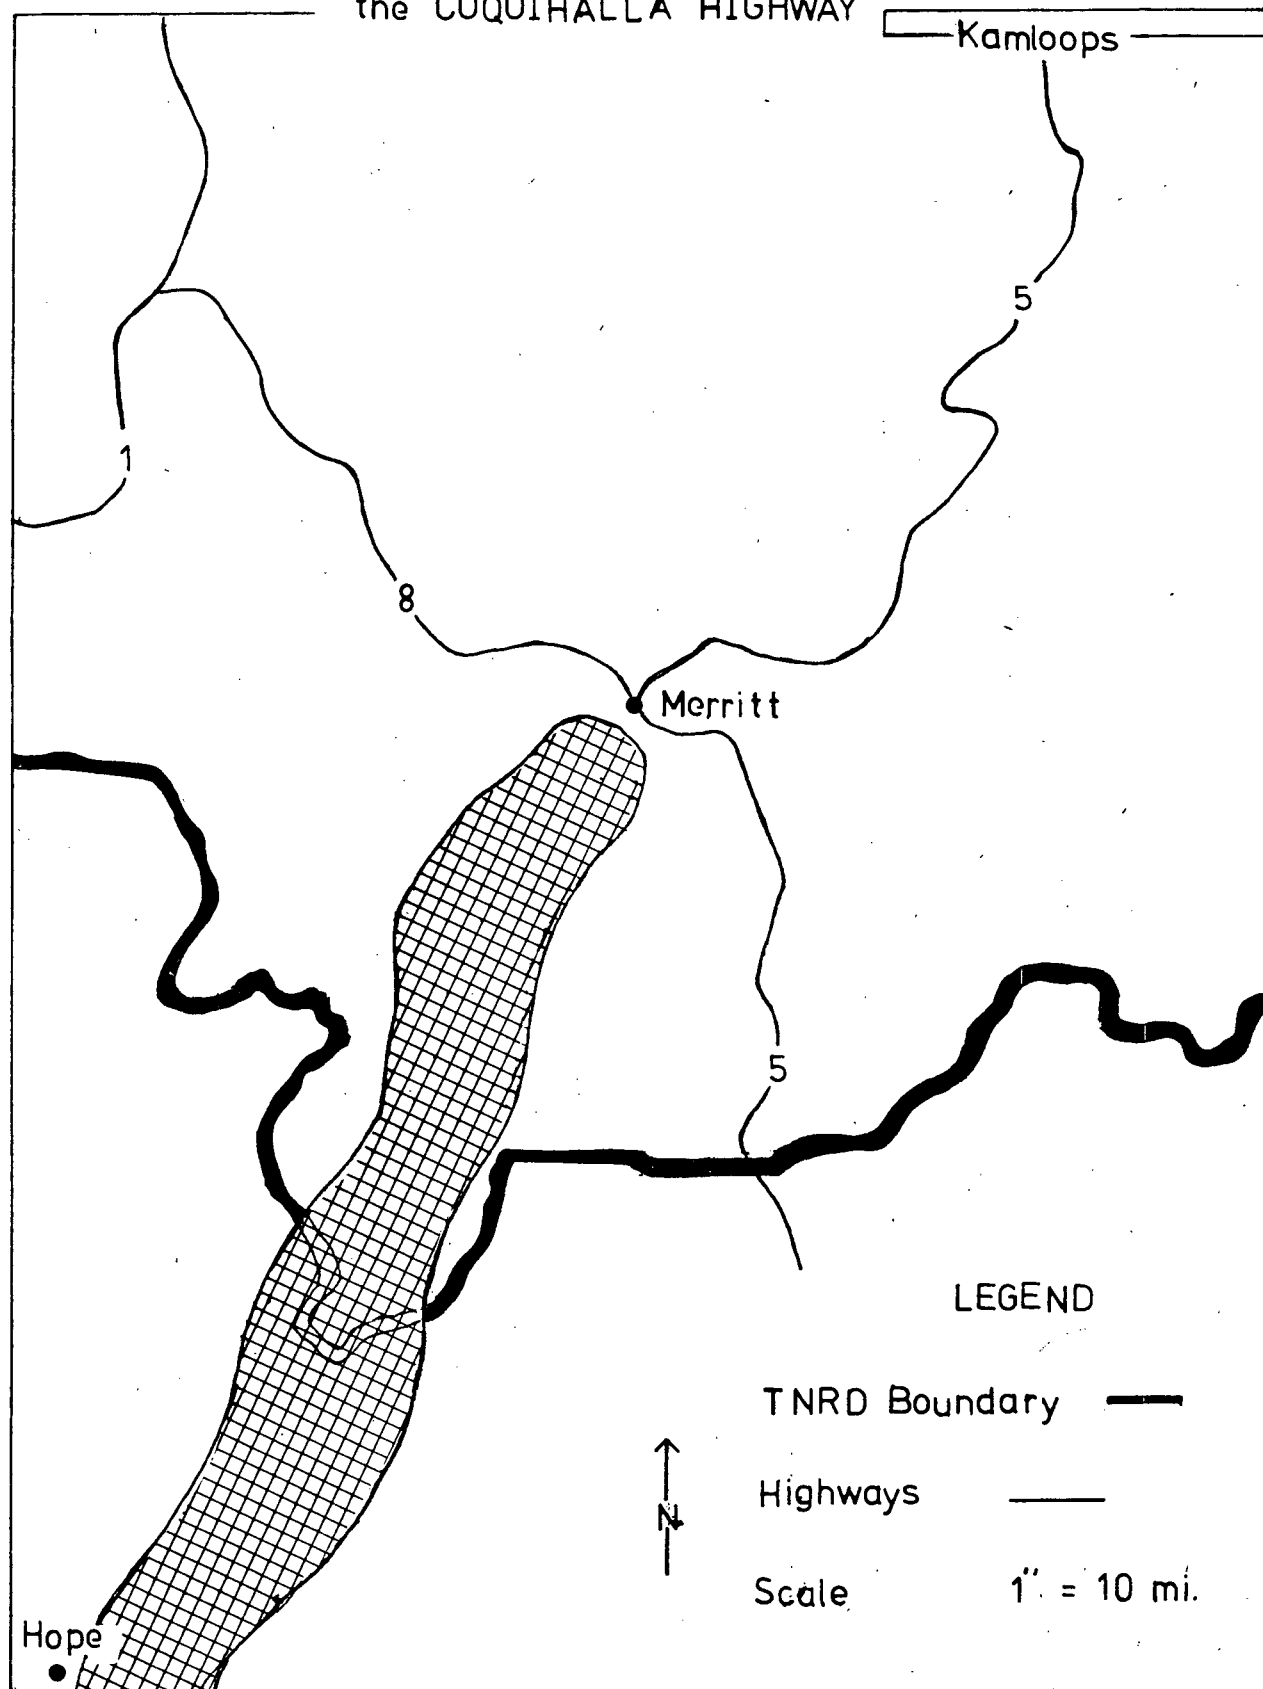 the COQUIHALLA HIGHWAY
Kamloops
5
1
8
Merritt
5
LEGEND
TNRD Boundary
Highways
N
Scale 1" = 10 mi.
Hope